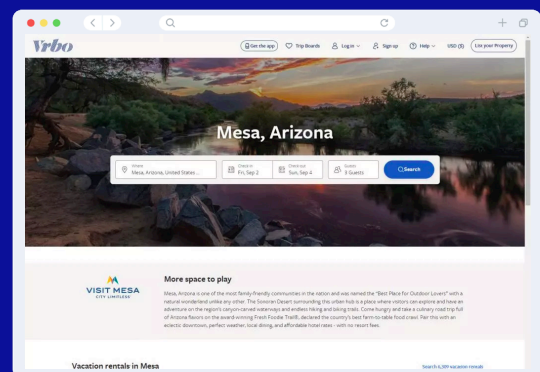 Vrbo
Get the app
Trip Boards
Log in
Sign up
Help
USD ($)
List your Property
Mesa, Arizona
Where
Mesa, Arizona, United States ...
Check in
Fri, Sep 2
Check out
Sun, Sep 4
Guests
3 Guests
Search
VISIT MESA
CITY LIMITLESS
More space to play
Mesa, Arizona is one of the most family-friendly communities in the nation and was named the "Best Place for Outdoor Lovers" with a
natural wonderland unlike any other. The Sonoran Desert surrounding this urban hub is a place where visitors can explore and have an
adventure on the region's canyon-carved waterways and endless hiking and biking trails. Come hungry and take a culinary road trip full
of Arizona flavors on the award-winning Fresh Foodie Trail®, declared the country's best farm-to-table food crawl. Pair this with an
eclectic downtown, perfect weather, local dining, and affordable hotel rates - with no resort fees.
Vacation rentals in Mesa
Search 6,389 vacation rentals